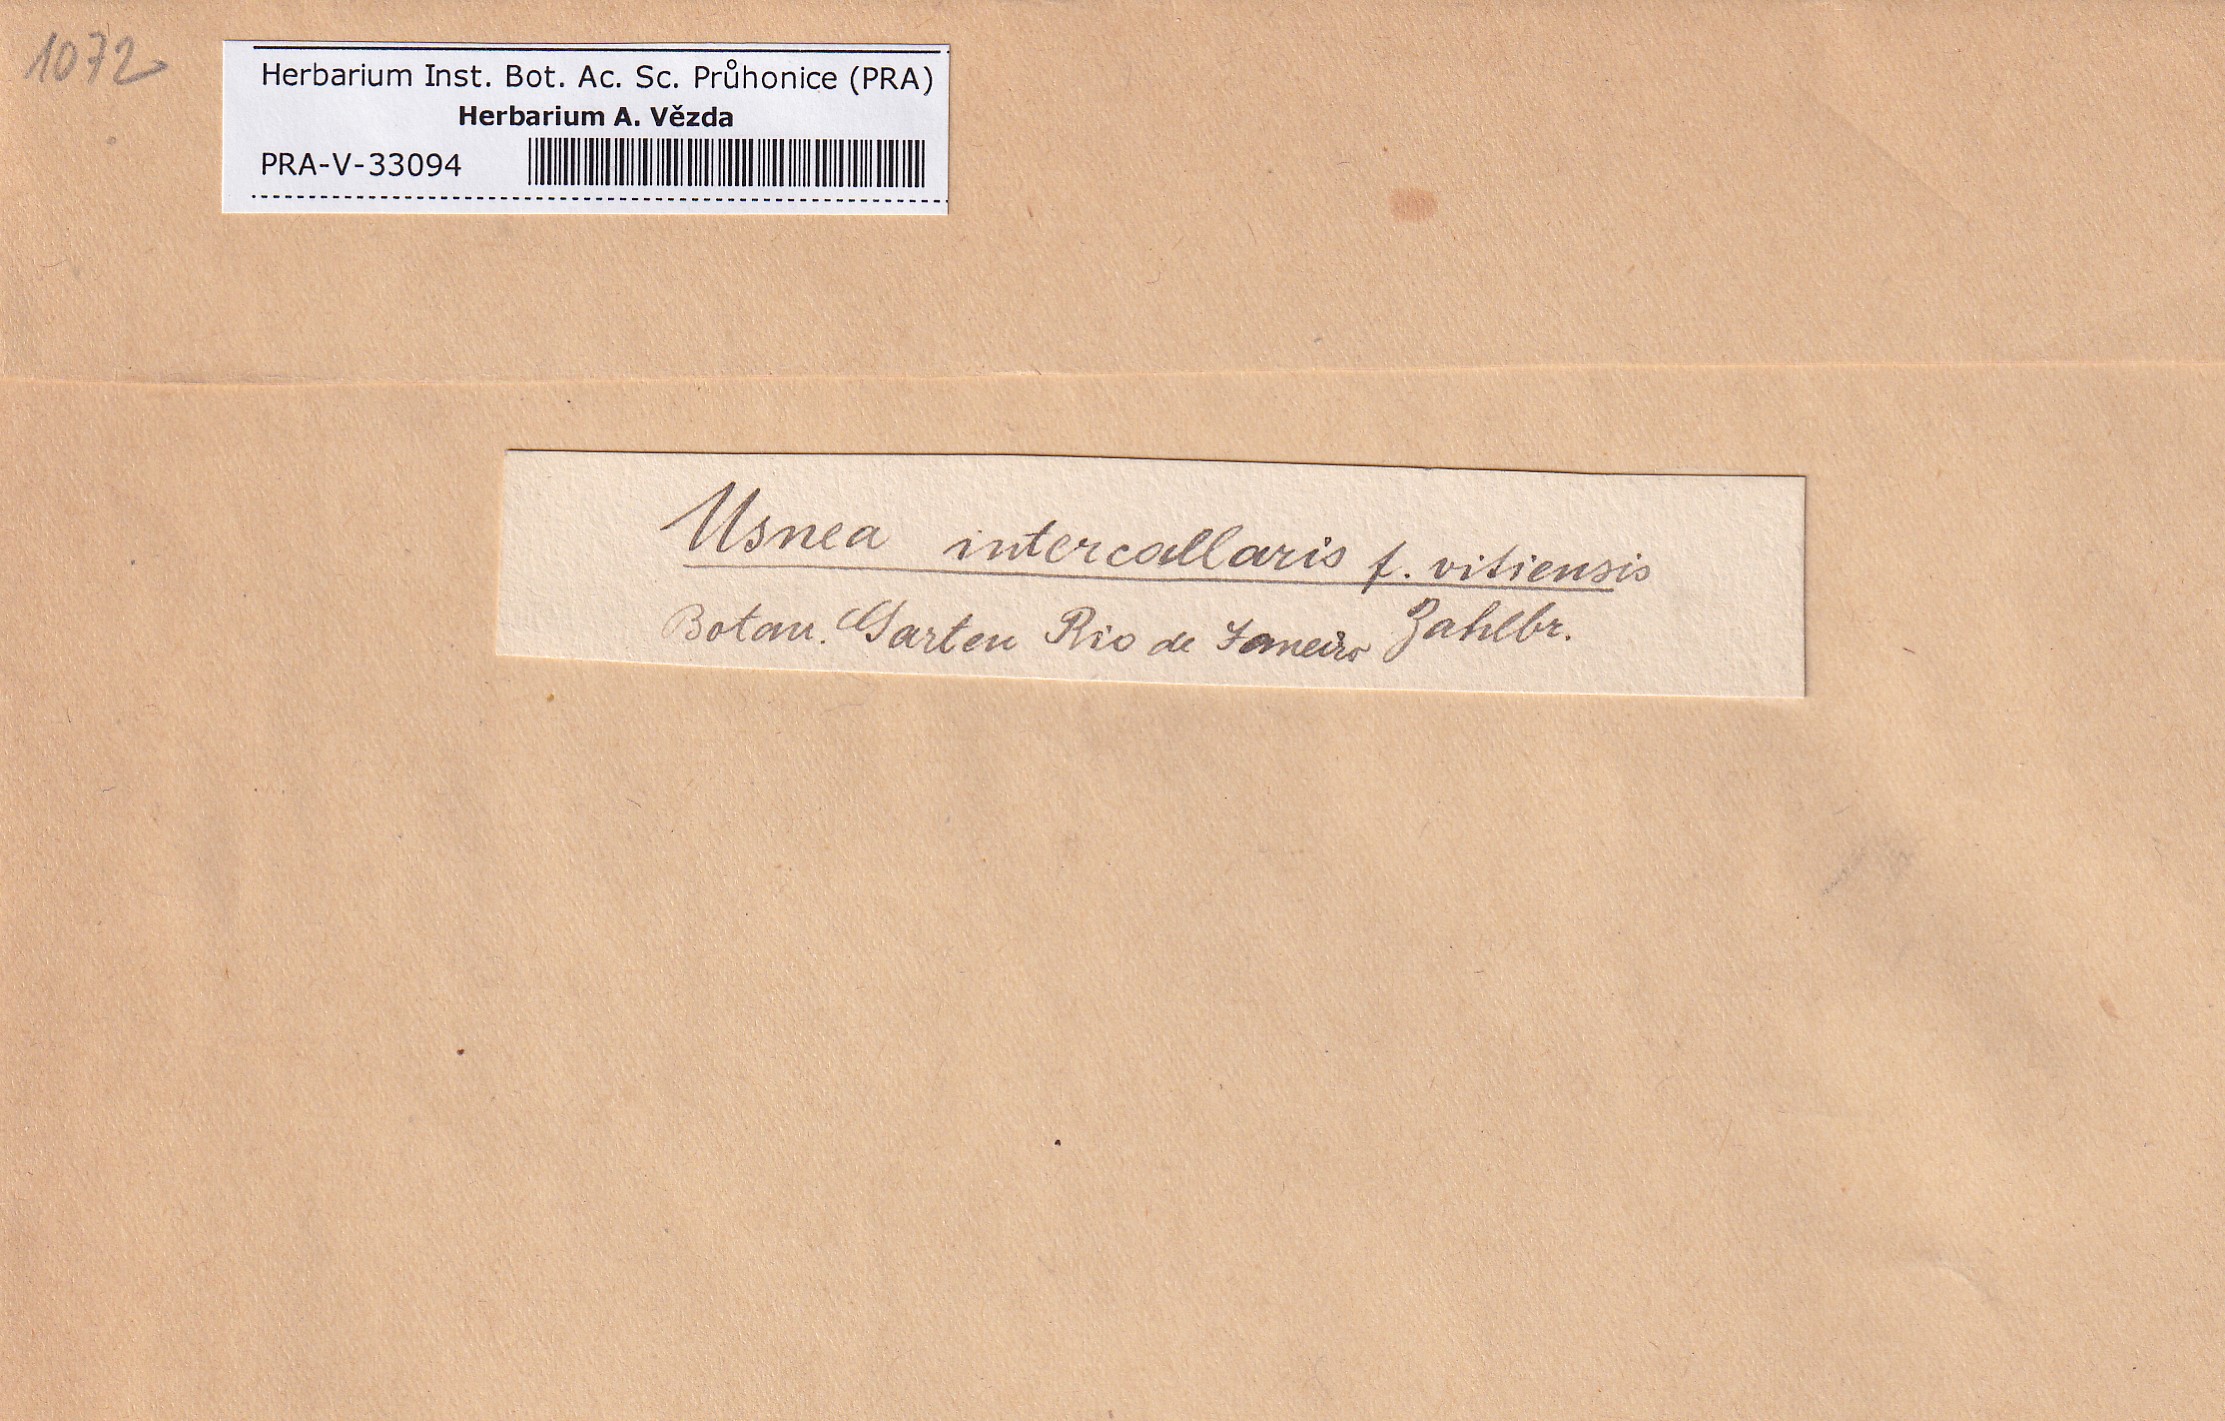 1072
Herbarium Inst. Bot. Ac. Sc. Průhonice (PRA)
Herbarium A. Vězda
PRA-V-33094
Usnea intercallaris f. vitiensis
Botan. Garten Rio de Janeiro Zahlbr.